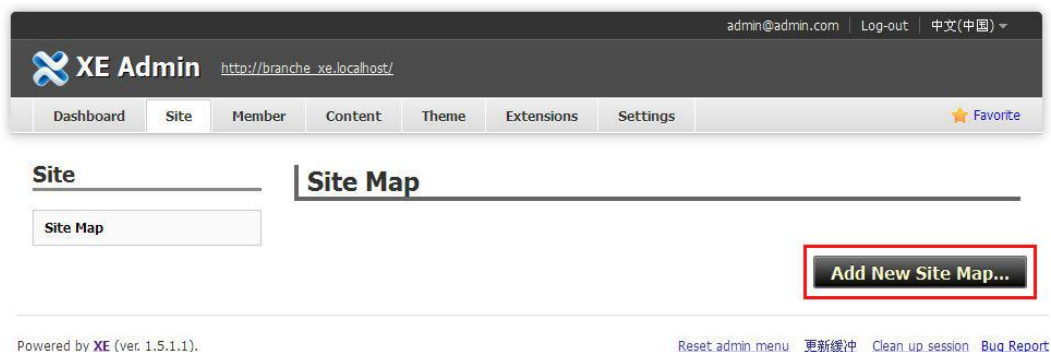 admin@admin.com Log-out 中文(中国)
XE Admin http://branche_xe.localhost/
Dashboard Site Member Content Theme Extensions Settings Favorite
Site
Site Map
Site Map
Add New Site Map...
Powered by XE (ver. 1.5.1.1).
Reset admin menu 更新缓冲 Clean up session Bug Report